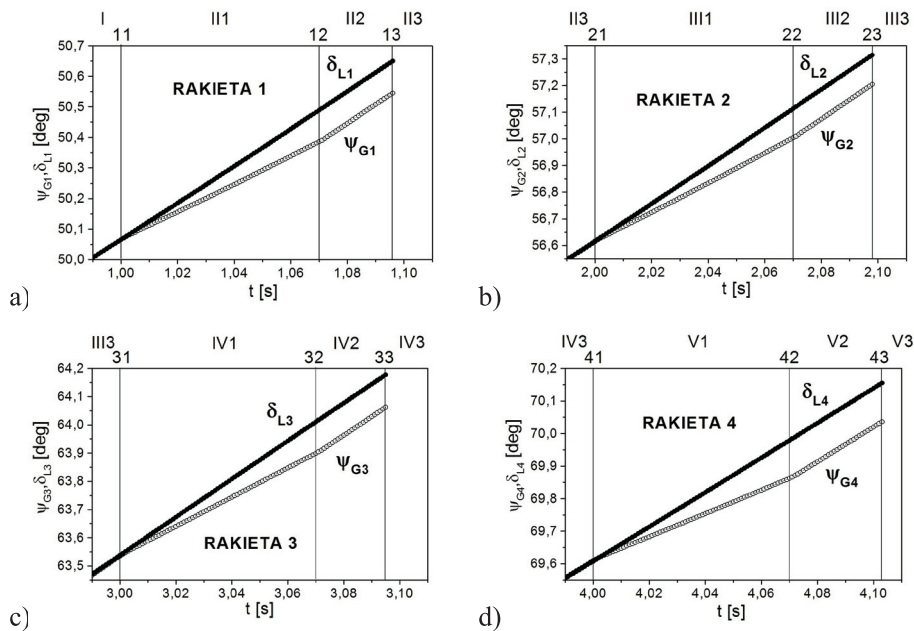 I II1 II2 II3
11 12 13
50,7
50,6
50,5
50,4
50,3
50,2
50,1
50,0
ψG1,δL1 [deg]
RAKIETA 1
δL1
ψG1
1,00 1,02 1,04 1,06 1,08 1,10
t [s]
a)
II3 III1 III2 III3
21 22 23
57,3
57,2
57,1
57,0
56,9
56,8
56,7
56,6
ψG2,δL2 [deg]
RAKIETA 2
δL2
ψG2
2,00 2,02 2,04 2,06 2,08 2,10
t [s]
b)
III3 IV1 IV2 IV3
31 32 33
64,2
64,1
64,0
63,9
63,8
63,7
63,6
63,5
ψG3,δL3 [deg]
δL3
ψG3
RAKIETA 3
3,00 3,02 3,04 3,06 3,08 3,10
t [s]
c)
IV3 V1 V2 V3
41 42 43
70,2
70,1
70,0
69,9
69,8
69,7
69,6
ψG4,δL4 [deg]
RAKIETA 4
δL4
ψG4
4,00 4,02 4,04 4,06 4,08 4,10
t [s]
d)